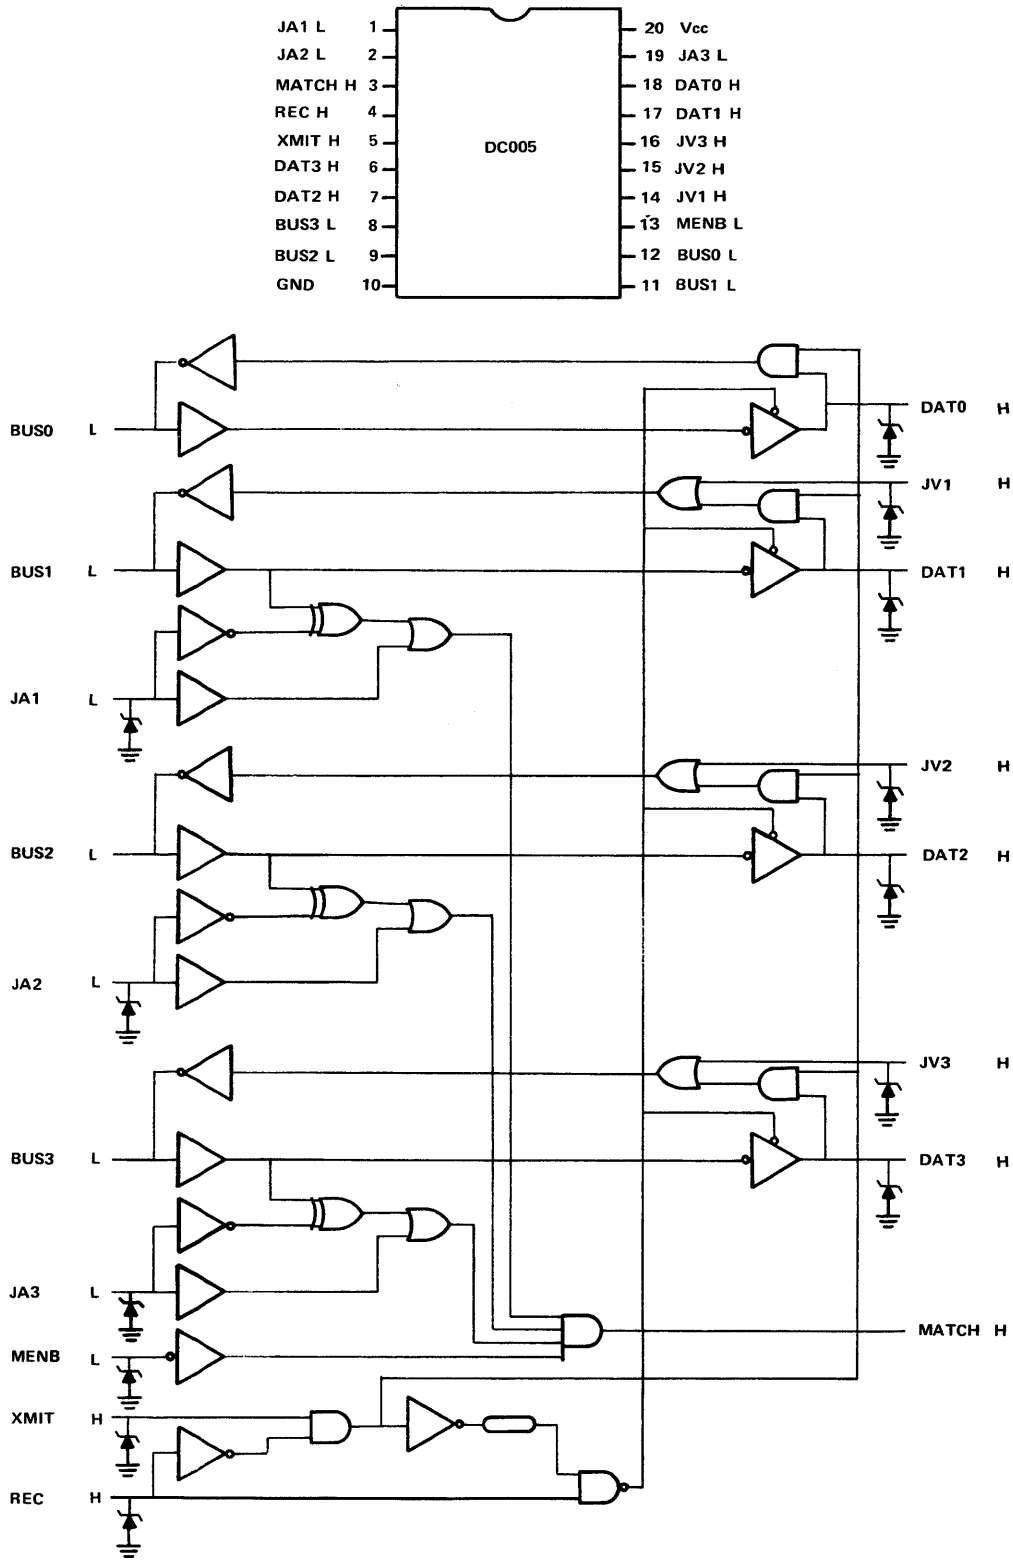 JA1 L 1 20 Vcc
JA2 L 2 19 JA3 L
MATCH H 3 18 DAT0 H
REC H 4 17 DAT1 H
XMIT H 5 DC005 16 JV3 H
DAT3 H 6 15 JV2 H
DAT2 H 7 14 JV1 H
BUS3 L 8 13 MENB L
BUS2 L 9 12 BUS0 L
GND 10 11 BUS1 L
DAT0 H
BUS0 L
JV1 H
BUS1 L DAT1 H
JA1 L
JV2 H
BUS2 L DAT2 H
JA2 L
JV3 H
BUS3 L DAT3 H
JA3 L
MATCH H
MENB L
XMIT H
REC H